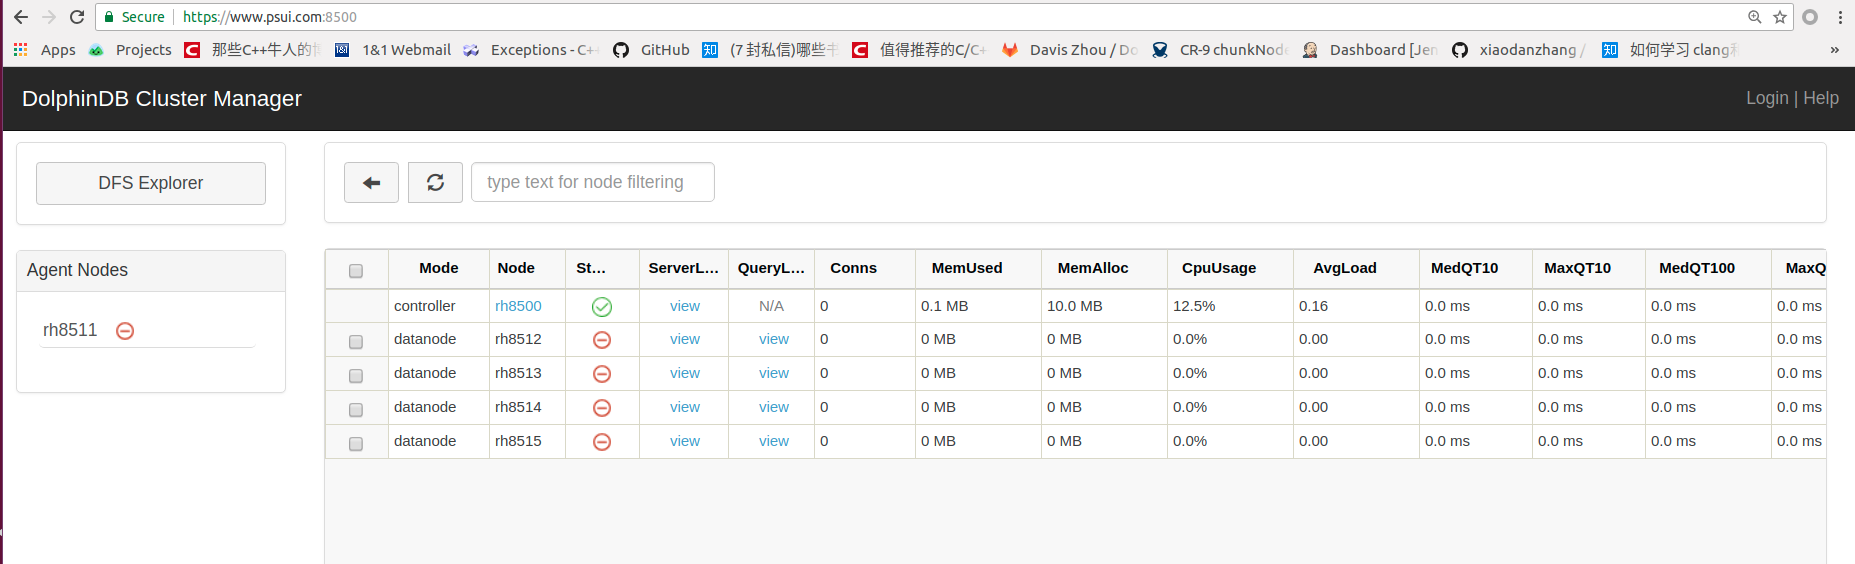 Secure https://www.psui.com:8500
Apps Projects 那些C++牛人的 1&1 Webmail Exceptions - C++ GitHub (7 封私信)哪些 值得推荐的C/C+ Davis Zhou / Do CR-9 chunkNode Dashboard [Jen xiaodanzhang / 如何学习 clang »
DolphinDB Cluster Manager Login | Help
DFS Explorer
type text for node filtering
Agent Nodes
rh8511
Mode Node St... ServerL... QueryL... Conns MemUsed MemAlloc CpuUsage AvgLoad MedQT10 MaxQT10 MedQT100 MaxQ
controller rh8500 view N/A 0 0.1 MB 10.0 MB 12.5% 0.16 0.0 ms 0.0 ms 0.0 ms 0.0 ms
datanode rh8512 view view 0 0 MB 0 MB 0.0% 0.00 0.0 ms 0.0 ms 0.0 ms 0.0 ms
datanode rh8513 view view 0 0 MB 0 MB 0.0% 0.00 0.0 ms 0.0 ms 0.0 ms 0.0 ms
datanode rh8514 view view 0 0 MB 0 MB 0.0% 0.00 0.0 ms 0.0 ms 0.0 ms 0.0 ms
datanode rh8515 view view 0 0 MB 0 MB 0.0% 0.00 0.0 ms 0.0 ms 0.0 ms 0.0 ms